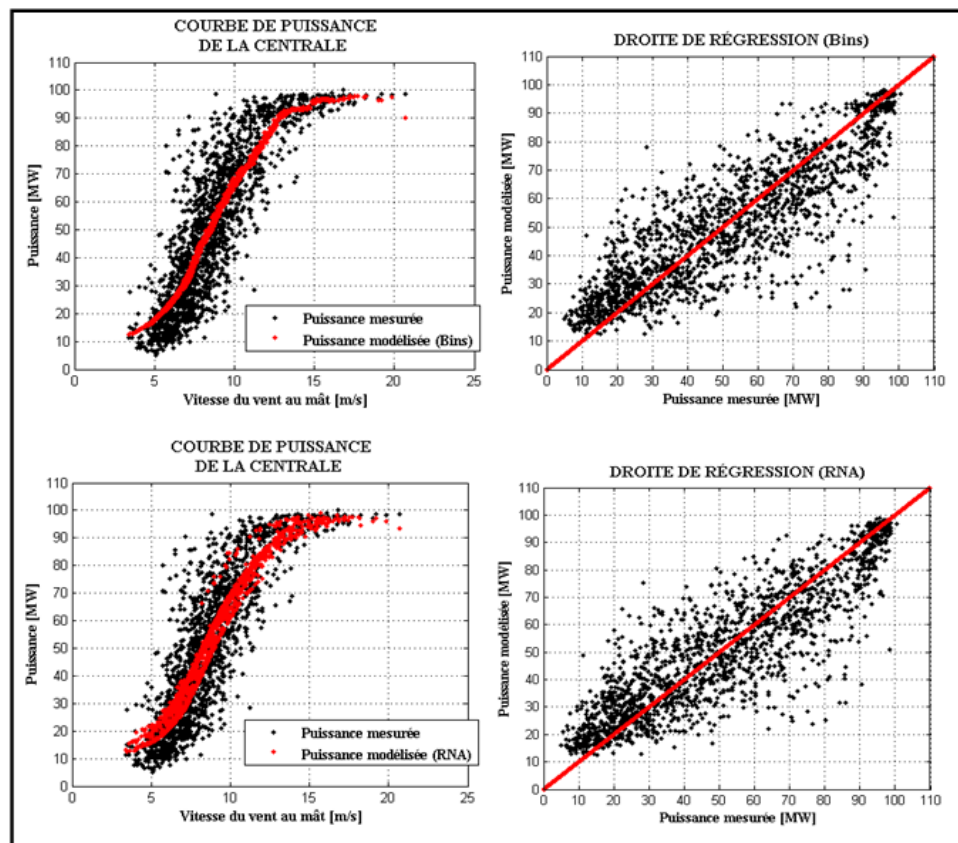 COURBE DE PUISSANCE
DE LA CENTRALE
110
100
90
80
70
60
50
40
30
20
10
0
Puissance [MW]
Puissance mesurée
Puissance modélisée (Bins)
0 5 10 15 20 25
Vitesse du vent au mât [m/s]
DROITE DE RÉGRESSION (Bins)
110
100
90
80
70
60
50
40
30
20
10
0
Puissance modélisée [MW]
0 10 20 30 40 50 60 70 80 90 100 110
Puissance mesurée [MW]
COURBE DE PUISSANCE
DE LA CENTRALE
110
100
90
80
70
60
50
40
30
20
10
0
Puissance [MW]
Puissance mesurée
Puissance modélisée (RNA)
0 5 10 15 20 25
Vitesse du vent au mât [m/s]
DROITE DE RÉGRESSION (RNA)
110
100
90
80
70
60
50
40
30
20
10
0
Puissance modélisée [MW]
0 10 20 30 40 50 60 70 80 90 100 110
Puissance mesurée [MW]